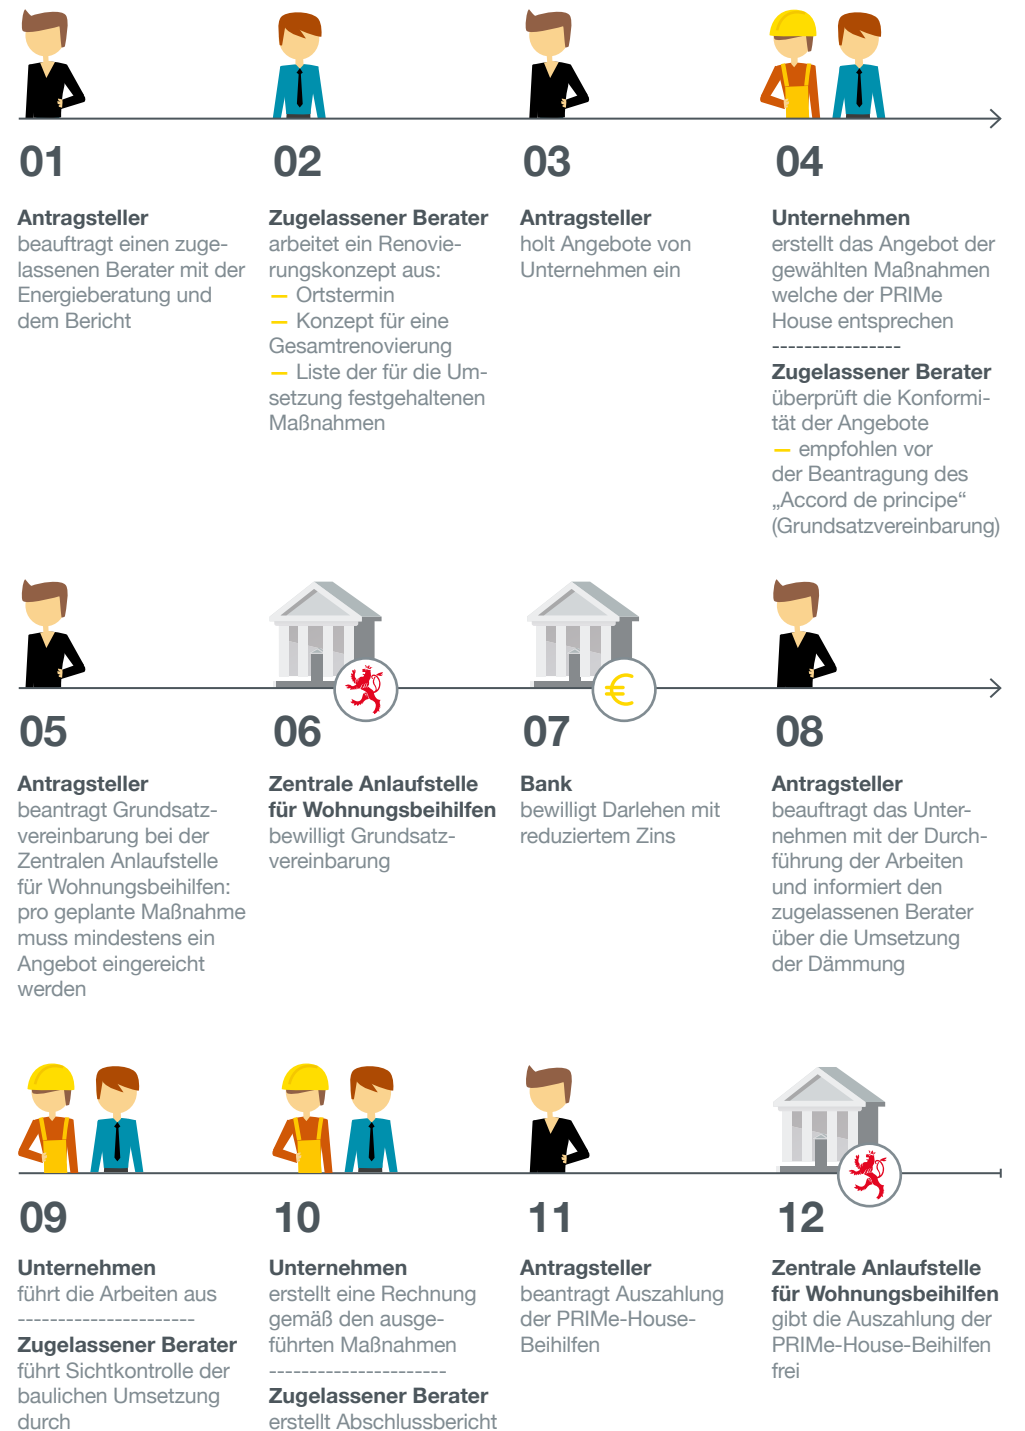 01
Antragsteller
beauftragt einen zuge-
lassenen Berater mit der
Energieberatung und
dem Bericht
02
Zugelassener Berater
arbeitet ein Renovie-
rungskonzept aus:
— Ortstermin
— Konzept für eine
Gesamtrenovierung
— Liste der für die Um-
setzung festgehaltenen
Maßnahmen
03
Antragsteller
holt Angebote von
Unternehmen ein
04
Unternehmen
erstellt das Angebot der
gewählten Maßnahmen
welche der PRIMe
House entsprechen
----------------
Zugelassener Berater
überprüft die Konformi-
tät der Angebote
— empfohlen vor
der Beantragung des
„Accord de principe“
(Grundsatzvereinbarung)
05
Antragsteller
beantragt Grundsatz-
vereinbarung bei der
Zentralen Anlaufstelle
für Wohnungsbeihilfen:
pro geplante Maßnahme
muss mindestens ein
Angebot eingereicht
werden
06
Zentrale Anlaufstelle
für Wohnungsbeihilfen
bewilligt Grundsatz-
vereinbarung
€
07
Bank
bewilligt Darlehen mit
reduziertem Zins
08
Antragsteller
beauftragt das Unter-
nehmen mit der Durch-
führung der Arbeiten
und informiert den
zugelassenen Berater
über die Umsetzung
der Dämmung
09
Unternehmen
führt die Arbeiten aus
----------------------
Zugelassener Berater
führt Sichtkontrolle der
baulichen Umsetzung
durch
10
Unternehmen
erstellt eine Rechnung
gemäß den ausge-
führten Maßnahmen
----------------------
Zugelassener Berater
erstellt Abschlussbericht
11
Antragsteller
beantragt Auszahlung
der PRIMe-House-
Beihilfen
12
Zentrale Anlaufstelle
für Wohnungsbeihilfen
gibt die Auszahlung der
PRIMe-House-Beihilfen
frei